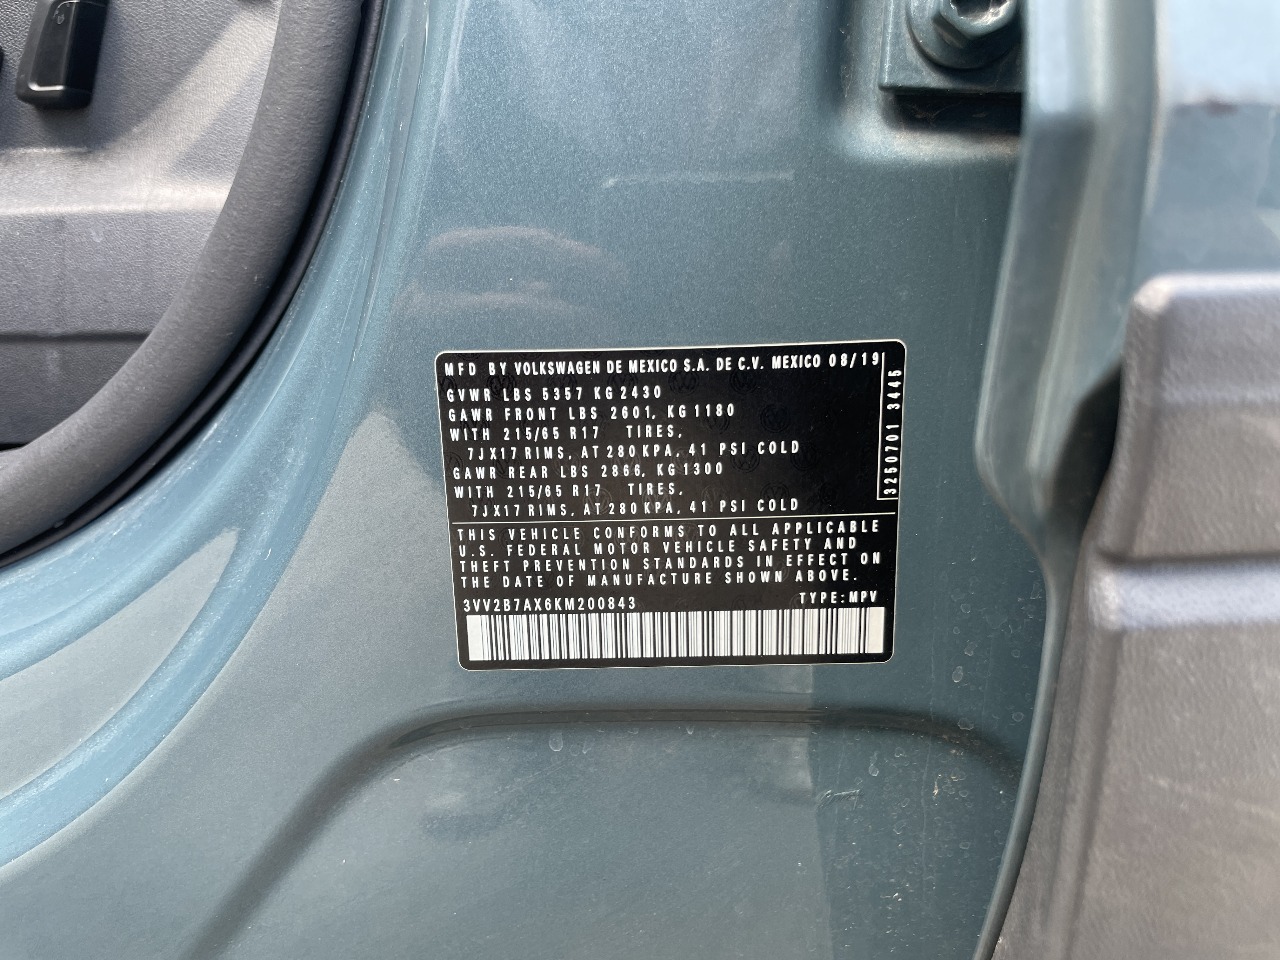 MFD BY VOLKSWAGEN DE MEXICO S.A. DE C.V. MEXICO 08/19
GVWR LBS 5357 KG 2430
GAWR FRONT LBS 2601, KG 1180
WITH 215/65 R17 TIRES,
7JX17 RIMS, AT 280 KPA, 41 PSI COLD
GAWR REAR LBS 2866, KG 1300
WITH 215/65 R17 TIRES,
7JX17 RIMS, AT 280 KPA, 41 PSI COLD
3250701 3445
THIS VEHICLE CONFORMS TO ALL APPLICABLE
U.S. FEDERAL MOTOR VEHICLE SAFETY AND
THEFT PREVENTION STANDARDS IN EFFECT ON
THE DATE OF MANUFACTURE SHOWN ABOVE.
3VV2B7AX6KM200843 TYPE: MPV